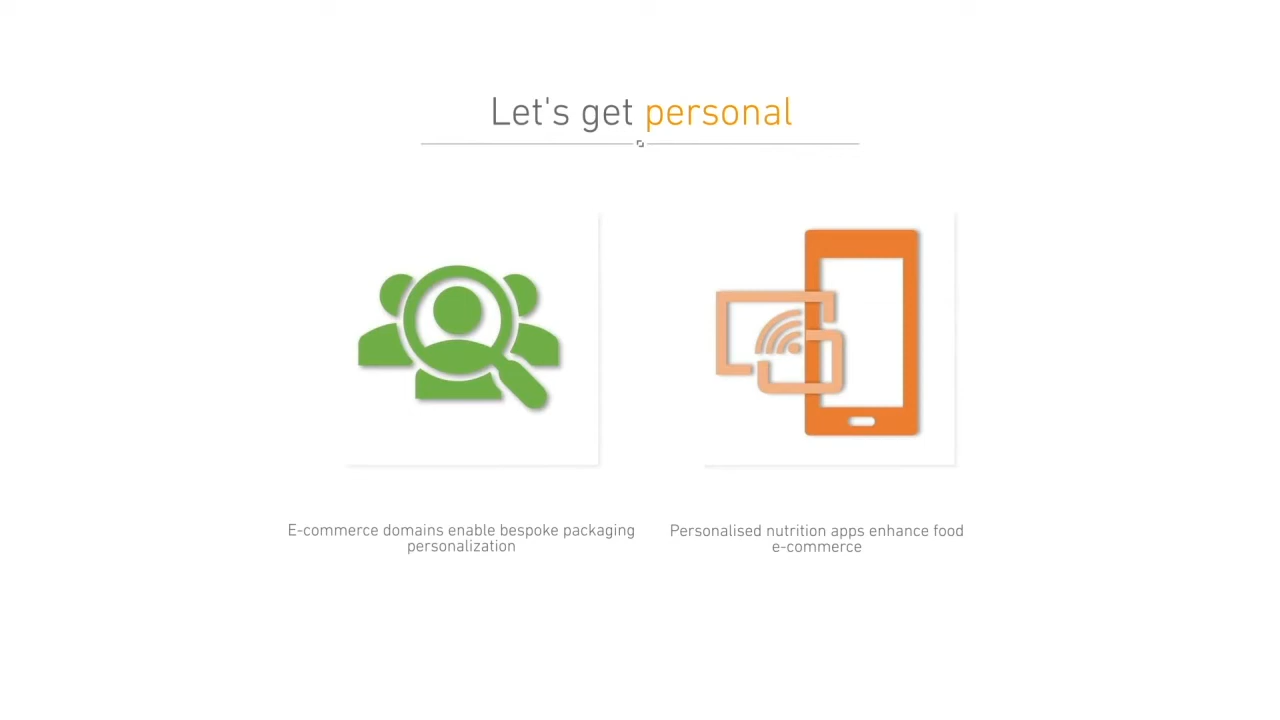 Let's get personal
E-commerce domains enable bespoke packaging
personalization
Personalised nutrition apps enhance food
e-commerce